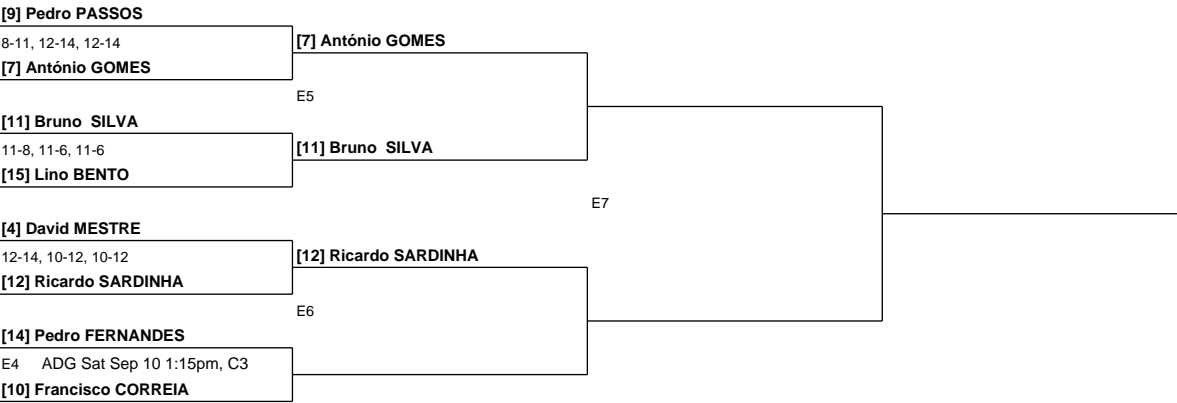 [9] Pedro PASSOS
8-11, 12-14, 12-14
[7] António GOMES
[7] António GOMES
E5
[11] Bruno  SILVA
11-8, 11-6, 11-6
[11] Bruno  SILVA
[15] Lino BENTO
E7
[4] David MESTRE
12-14, 10-12, 10-12
[12] Ricardo SARDINHA
[12] Ricardo SARDINHA
E6
[14] Pedro FERNANDES
E4 ADG Sat Sep 10 1:15pm, C3
[10] Francisco CORREIA